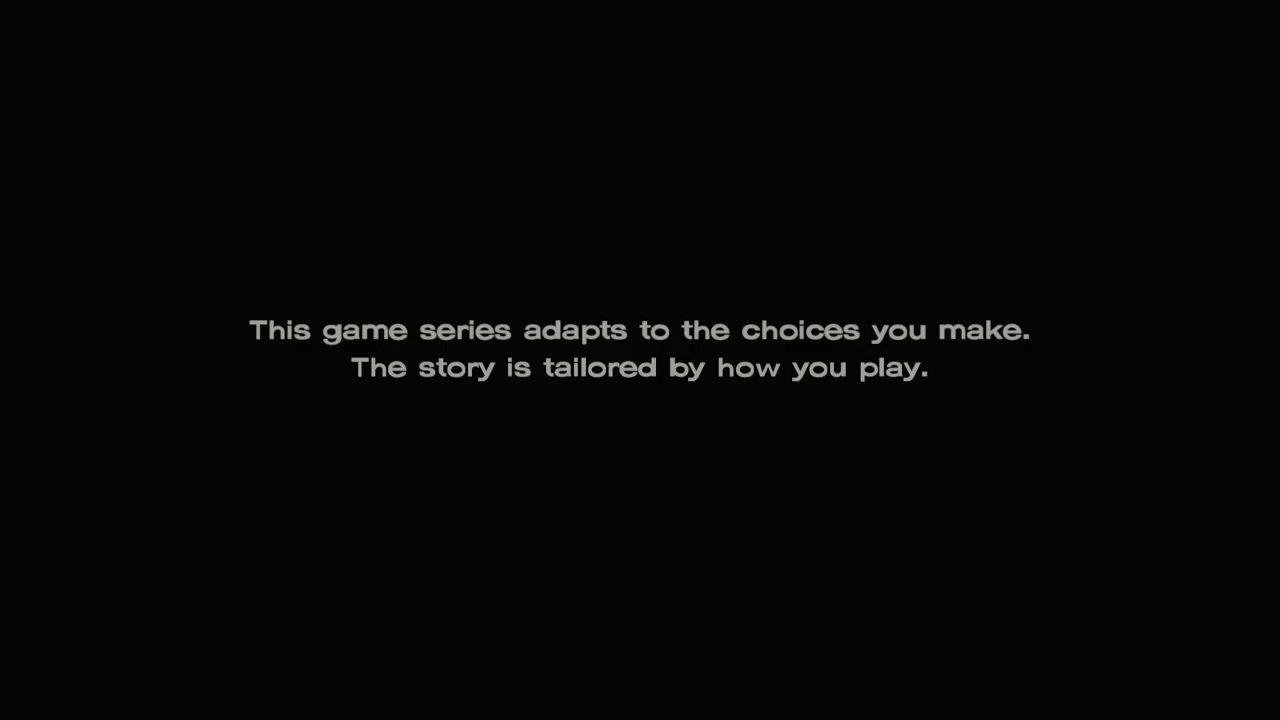 This game series adapts to the choices you make.
The story is tailored by how you play.